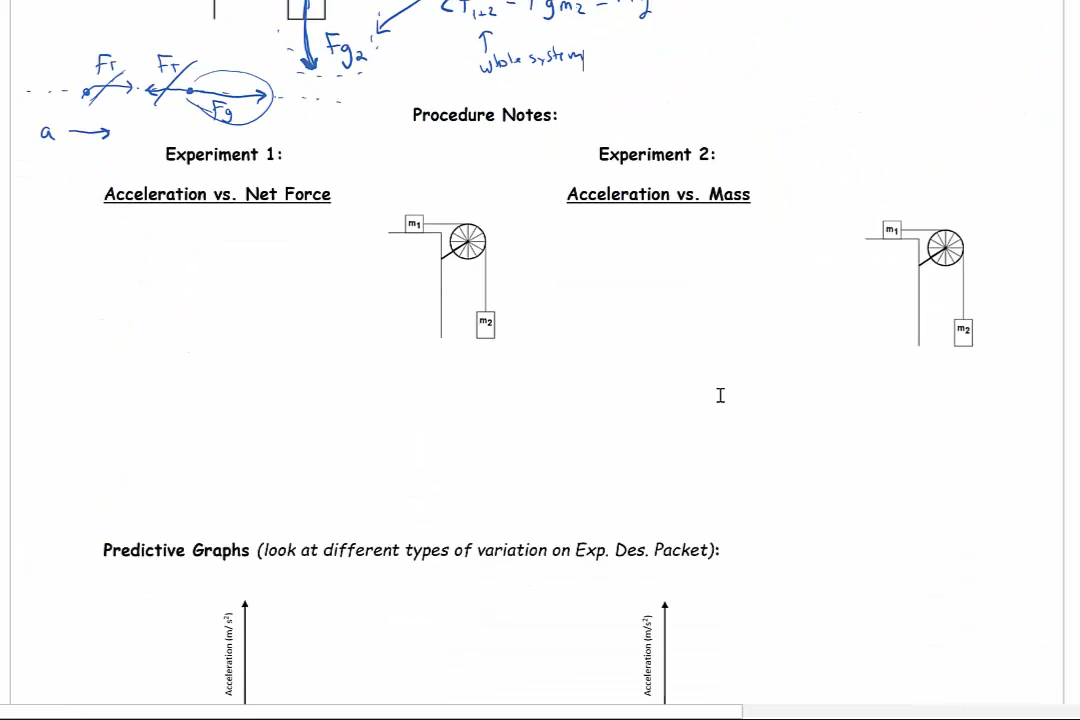 Fg₂
whole system
FT FT
Fg
a
Procedure Notes:
Experiment 1: Experiment 2:
Acceleration vs. Net Force Acceleration vs. Mass
m₁ m₁
m₂ m₂
Predictive Graphs (look at different types of variation on Exp. Des. Packet):
Acceleration (m/ s²) Acceleration (m/s²)